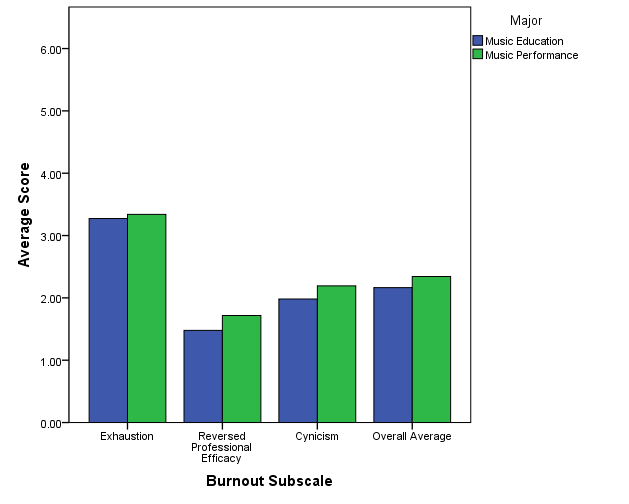 Major
Music Education
Music Performance
Average Score
6.00
5.00
4.00
3.00
2.00
1.00
0.00
Exhaustion
Reversed
Professional
Efficacy
Cynicism
Overall Average
Burnout Subscale